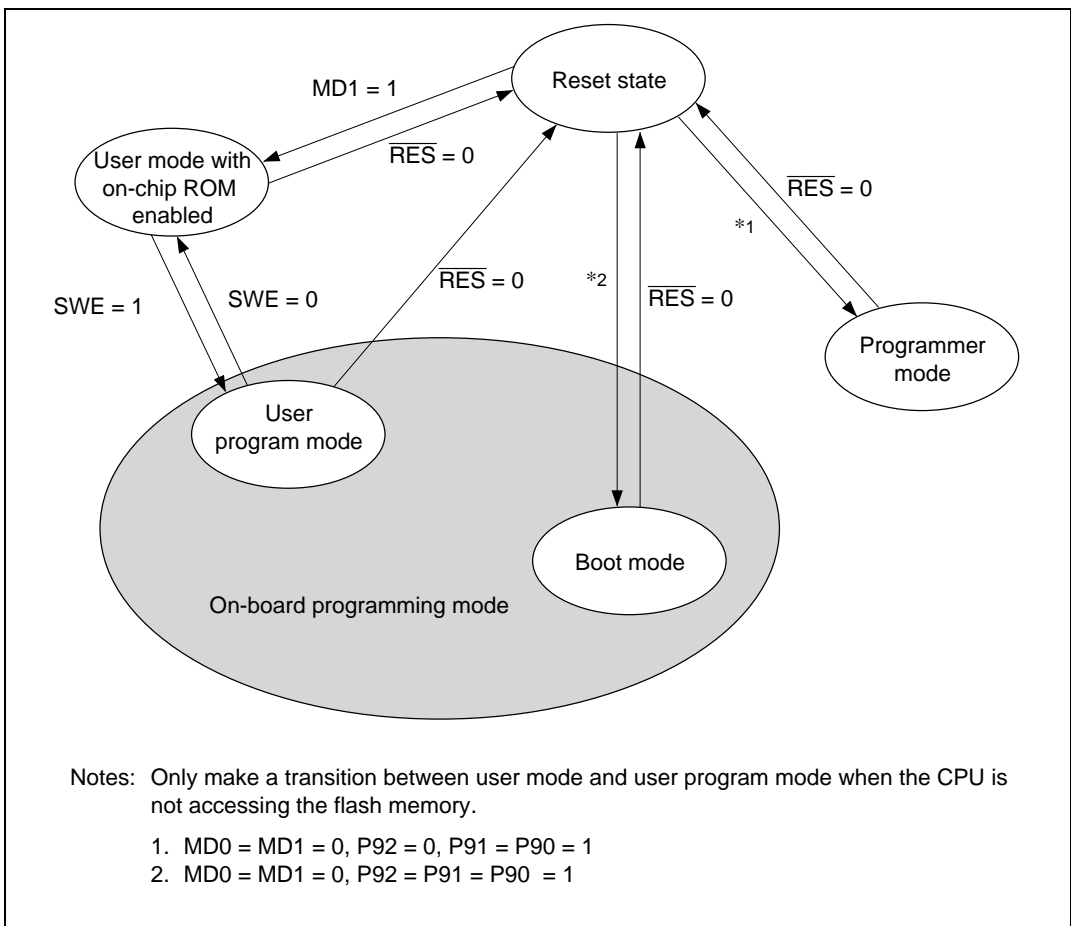 Reset state
MD1 = 1
RES = 0
User mode with
on-chip ROM
enabled
RES = 0
*1
RES = 0
*2
RES = 0
SWE = 1
SWE = 0
Programmer
mode
User
program mode
Boot mode
On-board programming mode
Notes: Only make a transition between user mode and user program mode when the CPU is
not accessing the flash memory.
1. MD0 = MD1 = 0, P92 = 0, P91 = P90 = 1
2. MD0 = MD1 = 0, P92 = P91 = P90 = 1